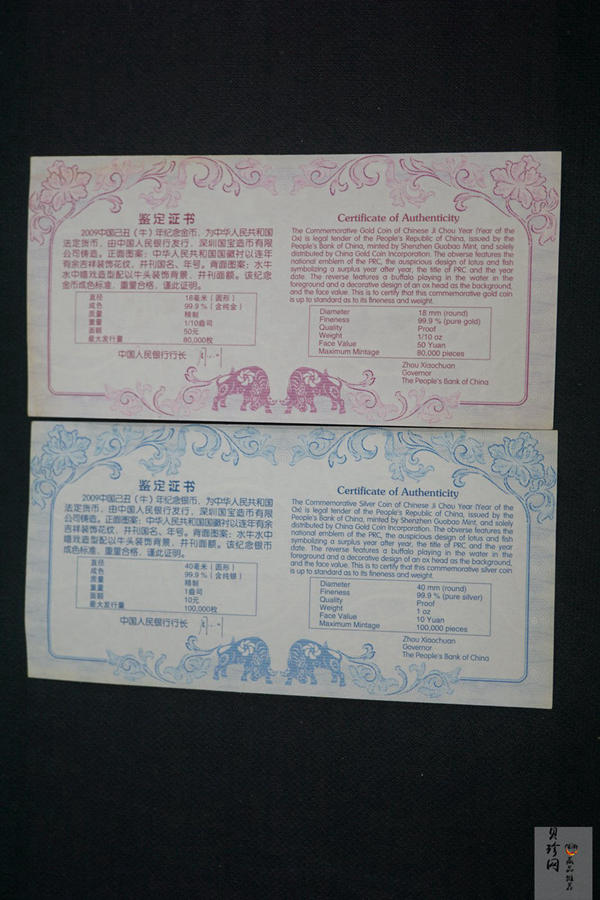 鉴定证书
2009中国己丑（牛）年纪念金币，为中华人民共和国
法定货币，由中国人民银行发行，深圳国宝造币有限
公司铸造。正面图案：中华人民共和国国徽衬以连年
有余吉祥装饰花纹，并刊国名、年号。背面图案：水牛
水中嬉戏造型配以牛头装饰背景，并刊面额。该纪念
金币成色标准，重量合格，谨此证明。
直径 18毫米（圆形）
成色 99.9％（含纯金）
质量 精制
重量 1/10盎司
面额 50元
最大发行量 80,000枚
中国人民银行行长
Certificate of Authenticity
The Commemorative Gold Coin of Chinese Ji Chou Year (Year of the
Ox) is legal tender of the People's Republic of China, issued by the
People's Bank of China, minted by Shenzhen Guobao Mint, and solely
distributed by China Gold Coin Incorporation. The obverse features the
national emblem of the PRC, the auspicious design of lotus and fish
symbolizing a surplus year after year, the title of PRC and the year
date. The reverse features a buffalo playing in the water in the
foreground and a decorative design of an ox head as the background,
and the face value. This is to certify that this commemorative gold coin
is up to standard as to its fineness and weight.
Diameter 18 mm (round)
Fineness 99.9 % (pure gold)
Quality Proof
Weight 1/10 oz
Face Value 50 Yuan
Maximum Mintage 80,000 pieces
Zhou Xiaochuan
Governor
The People's Bank of China
鉴定证书
2009中国己丑（牛）年纪念银币，为中华人民共和国
法定货币，由中国人民银行发行，深圳国宝造币有限
公司铸造。正面图案：中华人民共和国国徽衬以连年有余
吉祥装饰花纹，并刊国名、年号。背面图案：水牛水中
嬉戏造型配以牛头装饰背景，并刊面额。该纪念银币
成色标准，重量合格，谨此证明。
直径 40毫米（圆形）
成色 99.9％（含纯银）
质量 精制
重量 1盎司
面额 10元
最大发行量 100,000枚
中国人民银行行长
Certificate of Authenticity
The Commemorative Silver Coin of Chinese Ji Chou Year (Year of the
Ox) is legal tender of the People's Republic of China, issued by the
People's Bank of China, minted by Shenzhen Guobao Mint, and solely
distributed by China Gold Coin Incorporation. The obverse features the
national emblem of the PRC, the auspicious design of lotus and fish
symbolizing a surplus year after year, the title of PRC and the year
date. The reverse features a buffalo playing in the water in the
foreground and a decorative design of an ox head as the background,
and the face value. This is to certify that this commemorative silver coin
is up to standard as to its fineness and weight.
Diameter 40 mm (round)
Fineness 99.9 % (pure silver)
Quality Proof
Weight 1 oz
Face Value 10 Yuan
Maximum Mintage 100,000 pieces
Zhou Xiaochuan
Governor
The People's Bank of China
贝珍网